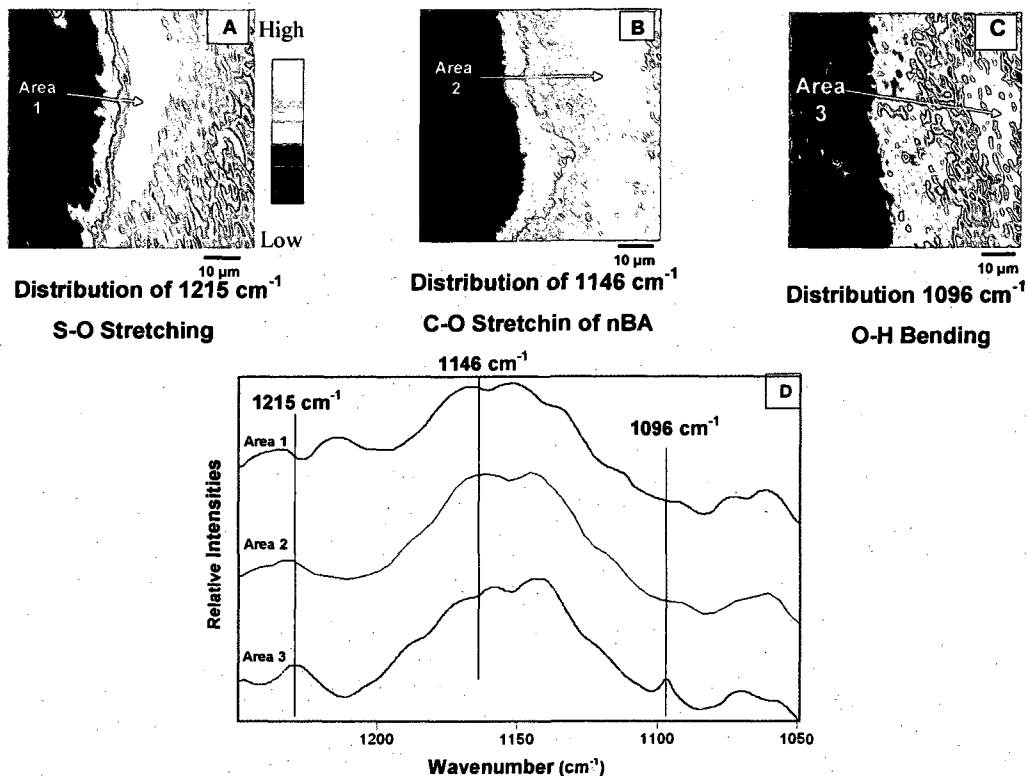 A
High
Area
1
Low
10 µm
Distribution of 1215 cm⁻¹
S-O Stretching
B
Area
2
10 µm
Distribution of 1146 cm⁻¹
C-O Stretchin of nBA
C
Area
3
10 µm
Distribution 1096 cm⁻¹
O-H Bending
D
1146 cm⁻¹
1215 cm⁻¹
1096 cm⁻¹
Area 1
Area 2
Area 3
Relative Intensities
1200
1150
1100
1050
Wavenumber (cm⁻¹)